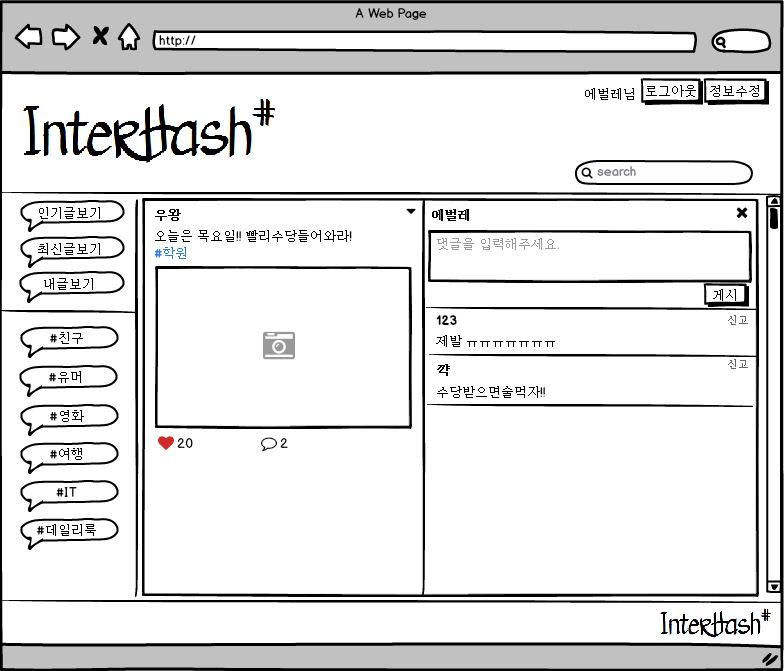 A Web Page
http://
에벌레님 로그아웃 정보수정
InterHash#
search
인기글보기
최신글보기
내글보기
#친구
#유머
#영화
#여행
#IT
#데일리룩
우왕
오늘은 목요일!! 빨리수당들어와라!
#학원
20 2
에벌레
댓글을 입력해주세요.
게시
123 신고
제발 ㅠㅠㅠㅠㅠㅠㅠ
꺅 신고
수당받으면술먹자!!
InterHash#